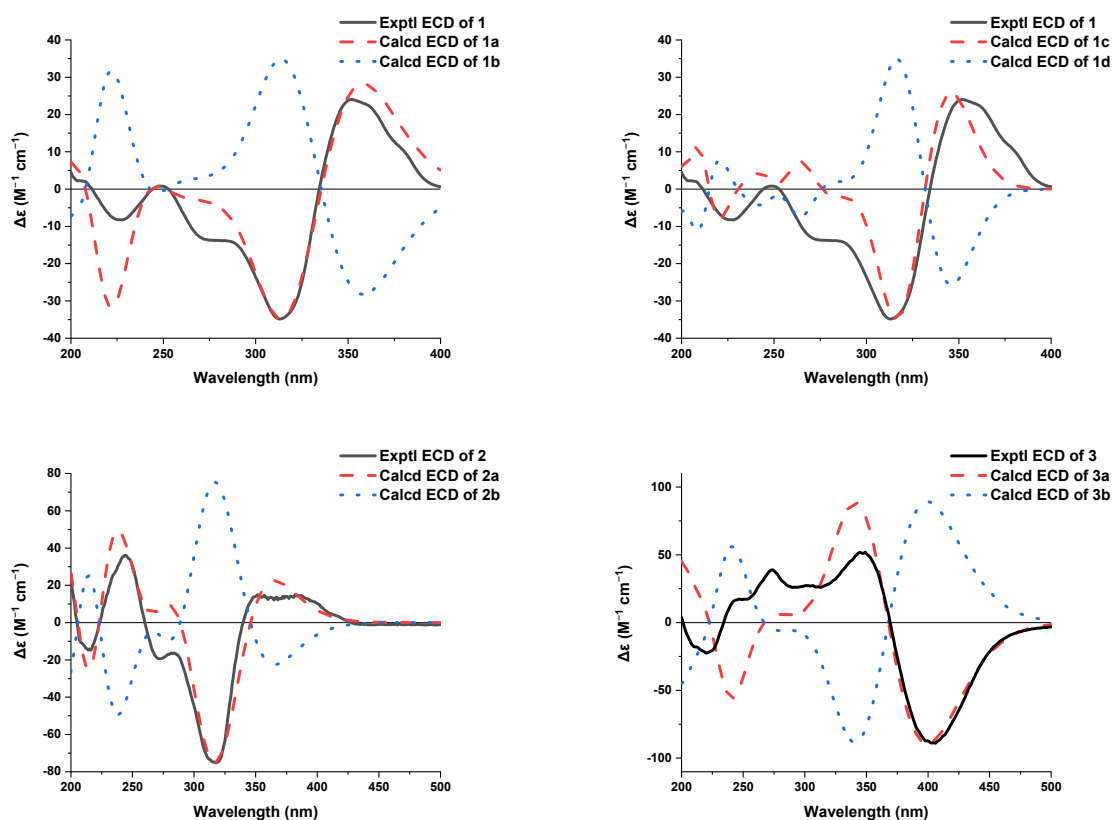 Exptl ECD of 1
Calcd ECD of 1a
Calcd ECD of 1b
40
30
20
10
0
-10
-20
-30
-40
Δε (M⁻¹ cm⁻¹)
200
250
300
350
400
Wavelength (nm)
Exptl ECD of 1
Calcd ECD of 1c
Calcd ECD of 1d
40
30
20
10
0
-10
-20
-30
-40
Δε (M⁻¹ cm⁻¹)
200
250
300
350
400
Wavelength (nm)
Exptl ECD of 2
Calcd ECD of 2a
Calcd ECD of 2b
80
60
40
20
0
-20
-40
-60
-80
Δε (M⁻¹ cm⁻¹)
200
250
300
350
400
450
500
Wavelength (nm)
Exptl ECD of 3
Calcd ECD of 3a
Calcd ECD of 3b
100
50
0
-50
-100
Δε (M⁻¹ cm⁻¹)
200
250
300
350
400
450
500
Wavelength (nm)